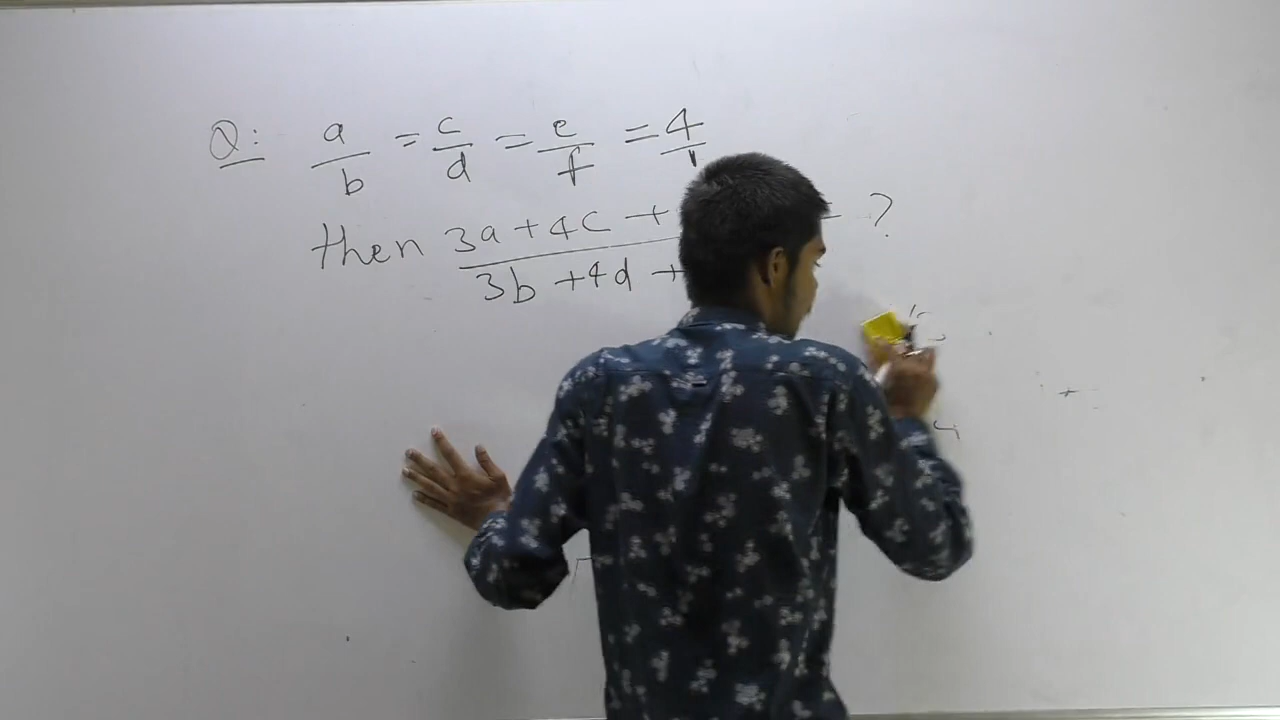 Q: a/b = c/d = e/f = 4/
then 3a + 4c + / 3b + 4d + ?